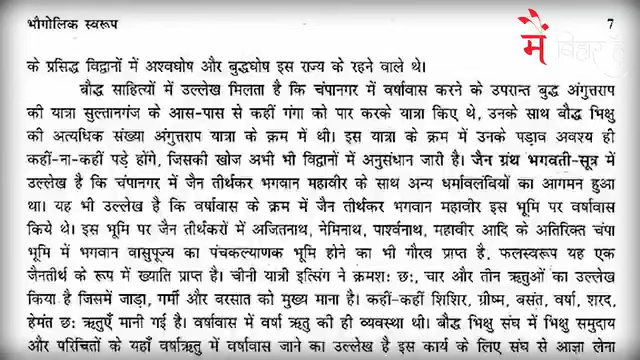 भौगोलिक स्वरूप 7
मैं बिहार हूँ
के प्रसिद्ध विद्वानों में अश्वघोष और बुद्धघोष इस राज्य के रहने वाले थे।
बौद्ध साहित्यों में उल्लेख मिलता है कि चंपानगर में वर्षावास करने के उपरान्त बुद्ध अंगुत्तराप
की यात्रा सुल्तानगंज के आस-पास से कहीं गंगा को पार करके यात्रा किए थे, उनके साथ बौद्ध भिक्षु
की अत्यधिक संख्या अंगुत्तराप यात्रा के क्रम में थी। इस यात्रा के क्रम में उनके पड़ाव अवश्य ही
कहीं-ना-कहीं पड़े होंगे, जिसकी खोज अभी भी विद्वानों में अनुसंधान जारी है। जैन ग्रंथ भगवती-सूत्र में
उल्लेख है कि चंपानगर में जैन तीर्थंकर भगवान महावीर के साथ अन्य धर्मावलंवियों का आगमन हुआ
था। यह भी उल्लेख है कि वर्षावास के क्रम में जैन तीर्थंकर भगवान महावीर इस भूमि पर वर्षावास
किये थे। इस भूमि पर जैन तीर्थंकरों में अजितनाथ, नेमिनाथ, पार्श्वनाथ, महावीर आदि के अतिरिक्त चंपा
भूमि में भगवान वासुपूज्य का पंचकल्याणक भूमि होने का भी गौरव प्राप्त है, फलस्वरूप यह एक
जैनतीर्थ के रूप में ख्याति प्राप्त है। चीनी यात्री इत्सिंग ने क्रमशः छः, चार और तीन ऋतुओं का उल्लेख
किया है जिसमें जाड़ा, गर्मी और बरसात को मुख्य माना है। कहीं-कहीं शिशिर, ग्रीष्म, वसंत, वर्षा, शरद,
हेमंत छः ऋतुएँ मानी गई है। वर्षावास में वर्षा ऋतु की ही व्यवस्था थी। बौद्ध भिक्षु संघ में भिक्षु समुदाय
और परिचितों के यहाँ वर्षाऋतु में वर्षावास जाने का उल्लेख है इस कार्य के लिए संघ से आज्ञा लेना